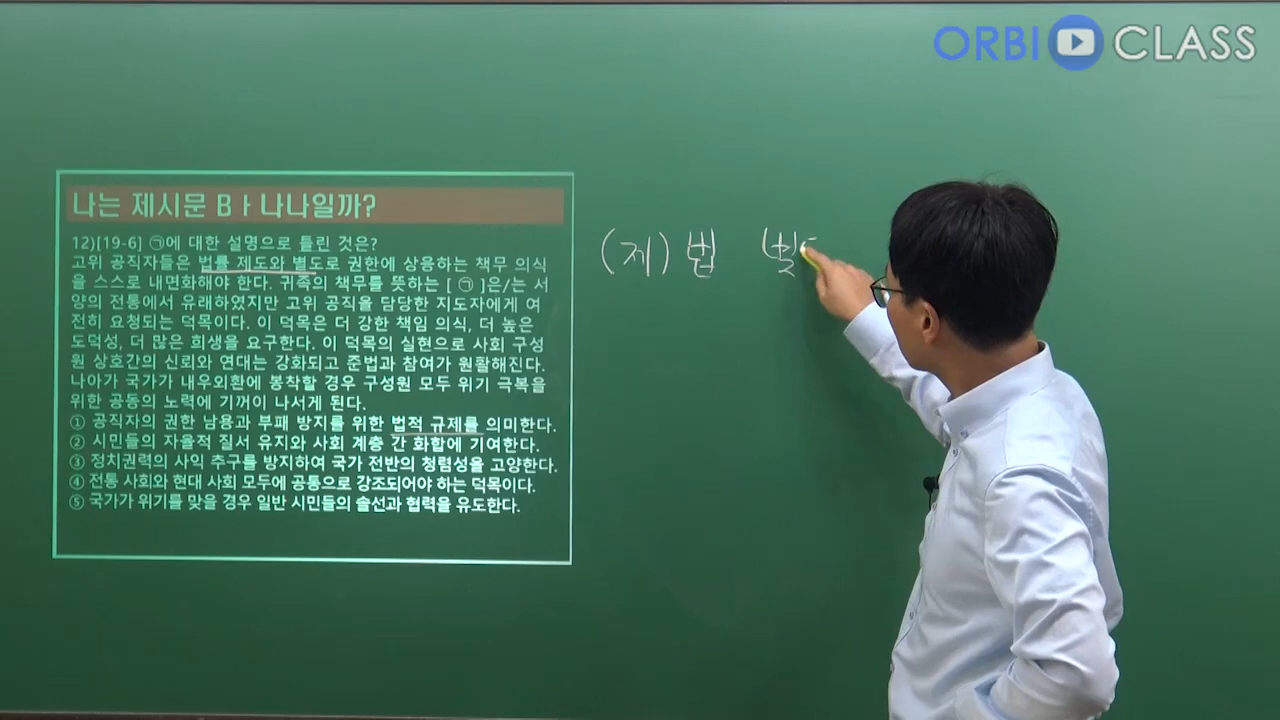 ORBI CLASS
나는 제시문 Bㅏ나나일까?
12)[19-6] ㉠에 대한 설명으로 틀린 것은?
고위 공직자들은 법률 제도와 별도로 권한에 상응하는 책무 의식
을 스스로 내면화해야 한다. 귀족의 책무를 뜻하는 [ ㉠ ]은/는 서
양의 전통에서 유래하였지만 고위 공직을 담당한 지도자에게 여
전히 요청되는 덕목이다. 이 덕목은 더 강한 책임 의식, 더 높은
도덕성, 더 많은 희생을 요구한다. 이 덕목의 실현으로 사회 구성
원 상호간의 신뢰와 연대는 강화되고 준법과 참여가 원활해진다.
나아가 국가가 내우외환에 봉착할 경우 구성원 모두 위기 극복을
위한 공동의 노력에 기꺼이 나서게 된다.
① 공직자의 권한 남용과 부패 방지를 위한 법적 규제를 의미한다.
② 시민들의 자율적 질서 유지와 사회 계층 간 화합에 기여한다.
③ 정치권력의 사익 추구를 방지하여 국가 전반의 청렴성을 고양한다.
④ 전통 사회와 현대 사회 모두에 공통으로 강조되어야 하는 덕목이다.
⑤ 국가가 위기를 맞을 경우 일반 시민들의 솔선과 협력을 유도한다.
(제) 법